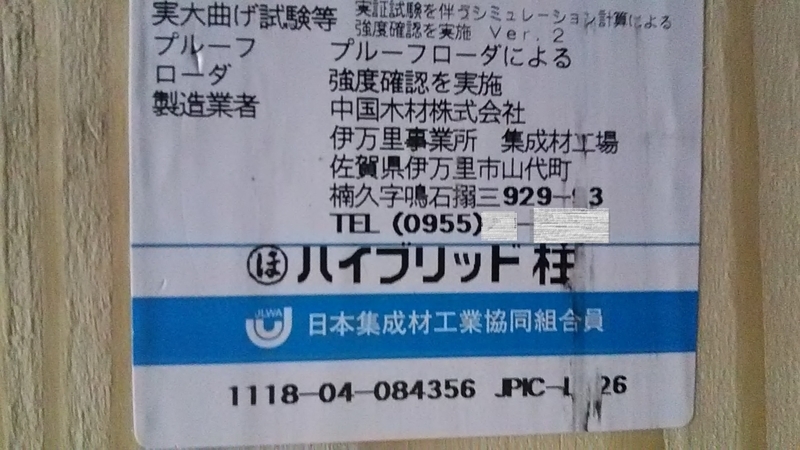 実大曲げ試験等 実証試験を伴うシミュレーション計算による
強度確認を実施 Ver.2
プルーフ プルーフローダによる
ローダ 強度確認を実施
製造業者 中国木材株式会社
伊万里事業所 集成材工場
佐賀県伊万里市山代町
楠久字鳴石搦三929-
TEL (0955)
ほ ハイブリッド柱
JLWA 日本集成材工業協同組合員
1118-04-084356